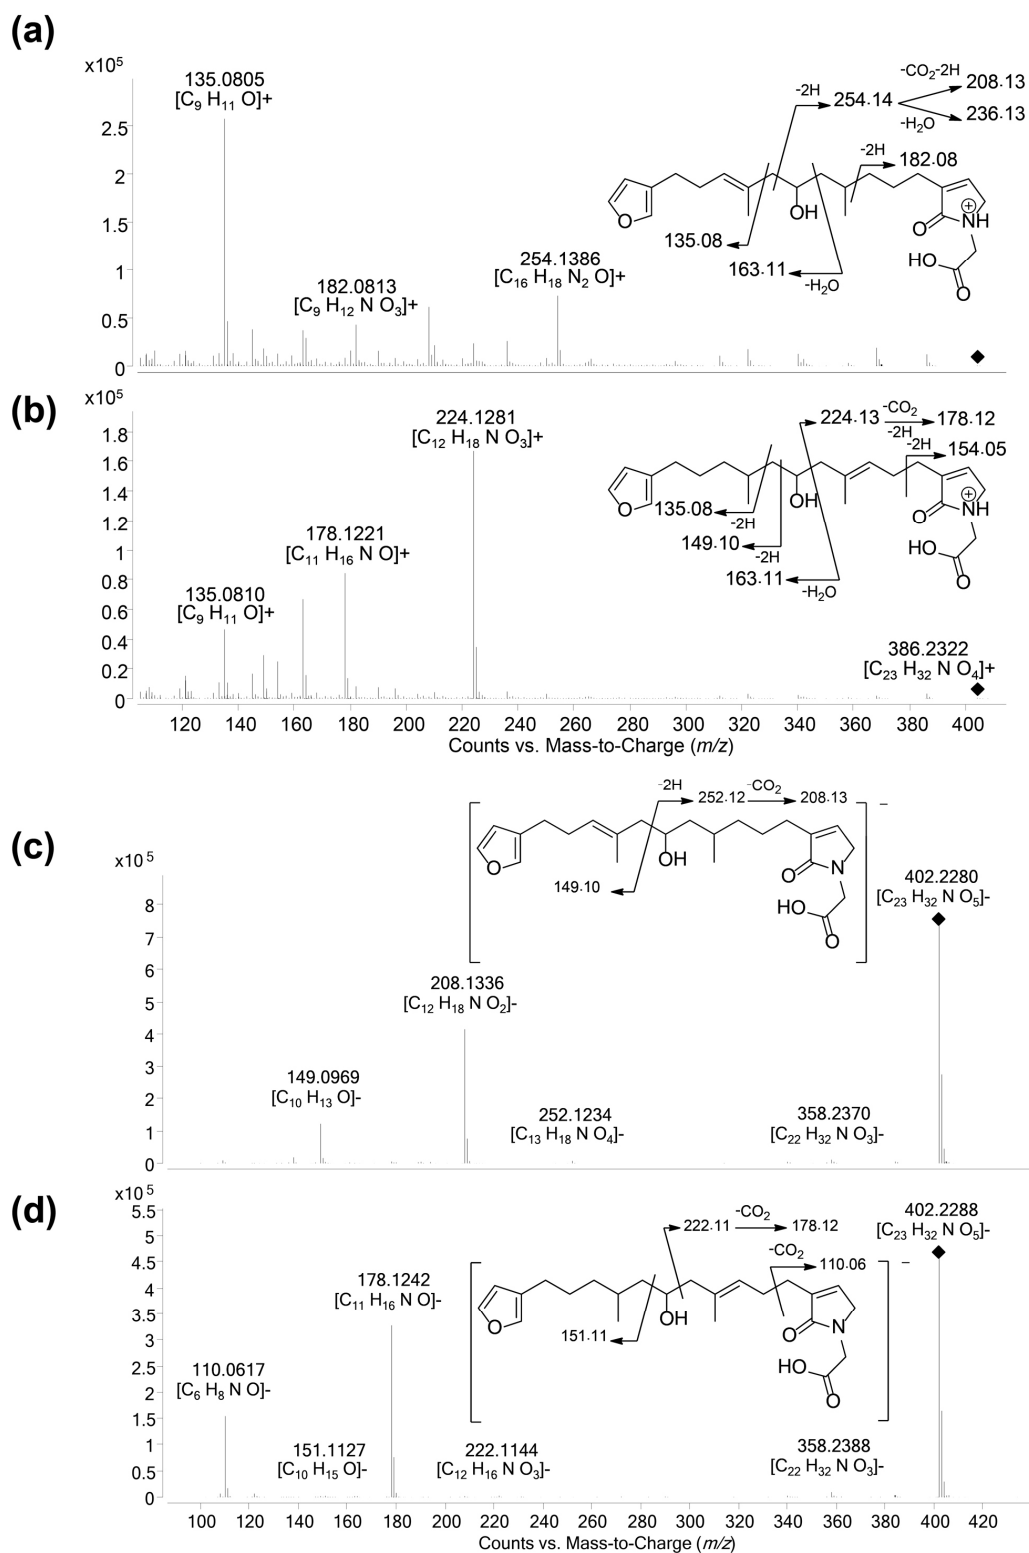 (a)
x10⁵
135.0805
[C₉ H₁₁ O]+
2.5
2
1.5
1
0.5
0
182.0813
[C₉ H₁₂ N O₃]+
254.1386
[C₁₆ H₁₈ N₂ O]+
-2H
254.14
-CO₂-2H
208.13
236.13
-H₂O
-2H
182.08
O
OH
O
NH
+
HO
O
135.08
163.11
-H₂O
(b)
x10⁵
224.1281
[C₁₂ H₁₈ N O₃]+
1.8
1.6
1.4
1.2
1
0.8
0.6
0.4
0.2
0
178.1221
[C₁₁ H₁₆ N O]+
135.0810
[C₉ H₁₁ O]+
224.13
-CO₂
-2H
178.12
-2H
154.05
O
OH
O
NH
+
HO
O
135.08
-2H
149.10
-2H
163.11
-H₂O
386.2322
[C₂₃ H₃₂ N O₄]+
120 140 160 180 200 220 240 260 280 300 320 340 360 380 400
Counts vs. Mass-to-Charge (m/z)
(c)
x10⁵
-2H
252.12
-CO₂
208.13
−
O
OH
O
N
HO
O
149.10
402.2280
[C₂₃ H₃₂ N O₅]-
8
7
6
5
4
3
2
1
0
208.1336
[C₁₂ H₁₈ N O₂]-
149.0969
[C₁₀ H₁₃ O]-
252.1234
[C₁₃ H₁₈ N O₄]-
358.2370
[C₂₂ H₃₂ N O₃]-
(d)
x10⁵
5.5
5
4.5
4
3.5
3
2.5
2
1.5
1
0.5
0
222.11
-CO₂
178.12
-CO₂
110.06
−
O
OH
O
N
HO
O
151.11
402.2288
[C₂₃ H₃₂ N O₅]-
178.1242
[C₁₁ H₁₆ N O]-
110.0617
[C₆ H₈ N O]-
151.1127
[C₁₀ H₁₅ O]-
222.1144
[C₁₂ H₁₆ N O₃]-
358.2388
[C₂₂ H₃₂ N O₃]-
100 120 140 160 180 200 220 240 260 280 300 320 340 360 380 400 420
Counts vs. Mass-to-Charge (m/z)